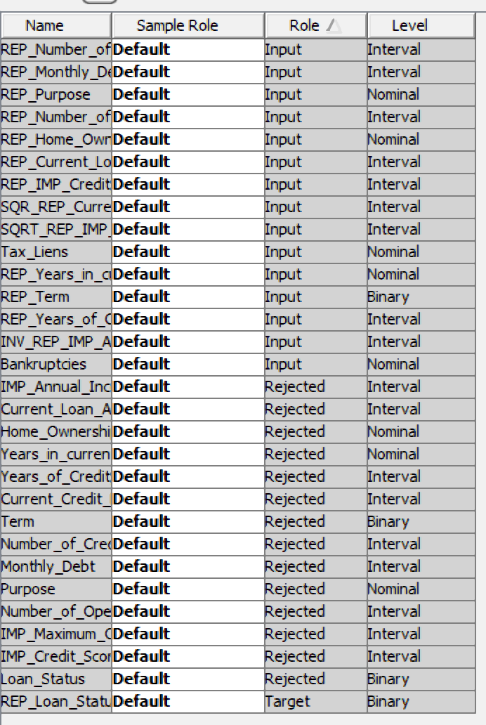 Name Sample Role Role Level
REP_Number_of Default Input Interval
REP_Monthly_De Default Input Interval
REP_Purpose Default Input Nominal
REP_Number_of Default Input Interval
REP_Home_Own Default Input Nominal
REP_Current_Lo Default Input Interval
REP_IMP_Credit Default Input Interval
SQR_REP_Curre Default Input Interval
SQRT_REP_IMP_ Default Input Interval
Tax_Liens Default Input Nominal
REP_Years_in_cu Default Input Nominal
REP_Term Default Input Binary
REP_Years_of_C Default Input Interval
INV_REP_IMP_A Default Input Interval
Bankruptcies Default Input Nominal
IMP_Annual_Inc Default Rejected Interval
Current_Loan_A Default Rejected Interval
Home_Ownershi Default Rejected Nominal
Years_in_curren Default Rejected Nominal
Years_of_Credit Default Rejected Interval
Current_Credit_ Default Rejected Interval
Term Default Rejected Binary
Number_of_Cred Default Rejected Interval
Monthly_Debt Default Rejected Interval
Purpose Default Rejected Nominal
Number_of_Ope Default Rejected Interval
IMP_Maximum_C Default Rejected Interval
IMP_Credit_Scor Default Rejected Interval
Loan_Status Default Rejected Binary
REP_Loan_Statu Default Target Binary